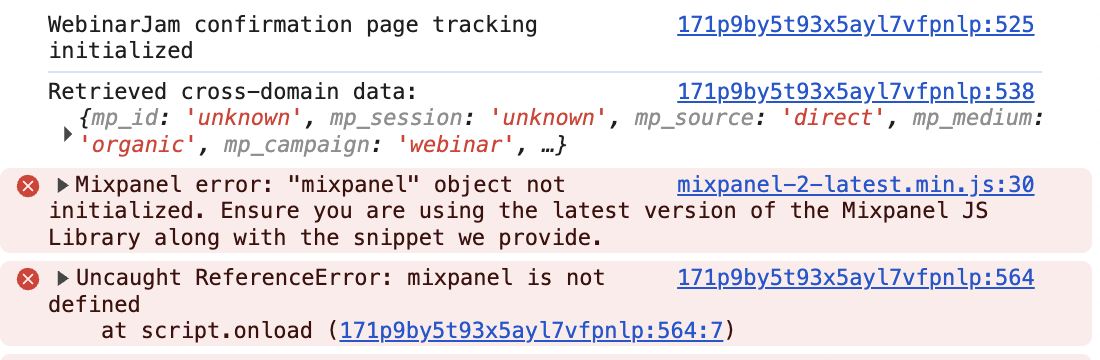 WebinarJam confirmation page tracking 171p9by5t93x5ayl7vfpnlp:525
initialized
Retrieved cross-domain data: 171p9by5t93x5ayl7vfpnlp:538
{mp_id: 'unknown', mp_session: 'unknown', mp_source: 'direct', mp_medium:
'organic', mp_campaign: 'webinar', …}
Mixpanel error: "mixpanel" object not mixpanel-2-latest.min.js:30
initialized. Ensure you are using the latest version of the Mixpanel JS
Library along with the snippet we provide.
Uncaught ReferenceError: mixpanel is not 171p9by5t93x5ayl7vfpnlp:564
defined
at script.onload (171p9by5t93x5ayl7vfpnlp:564:7)